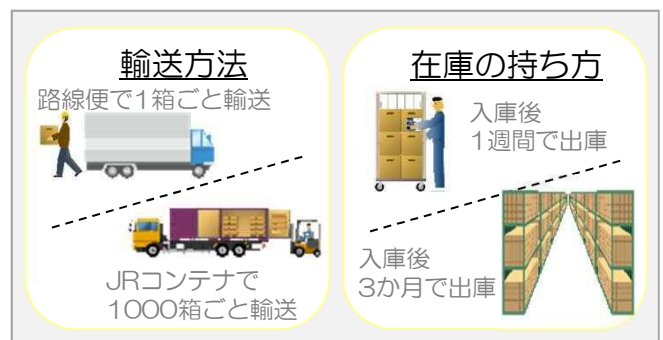 輸送方法
路線便で1箱ごと輸送
JRコンテナで
1000箱ごと輸送
在庫の持ち方
入庫後
1週間で出庫
入庫後
3か月で出庫